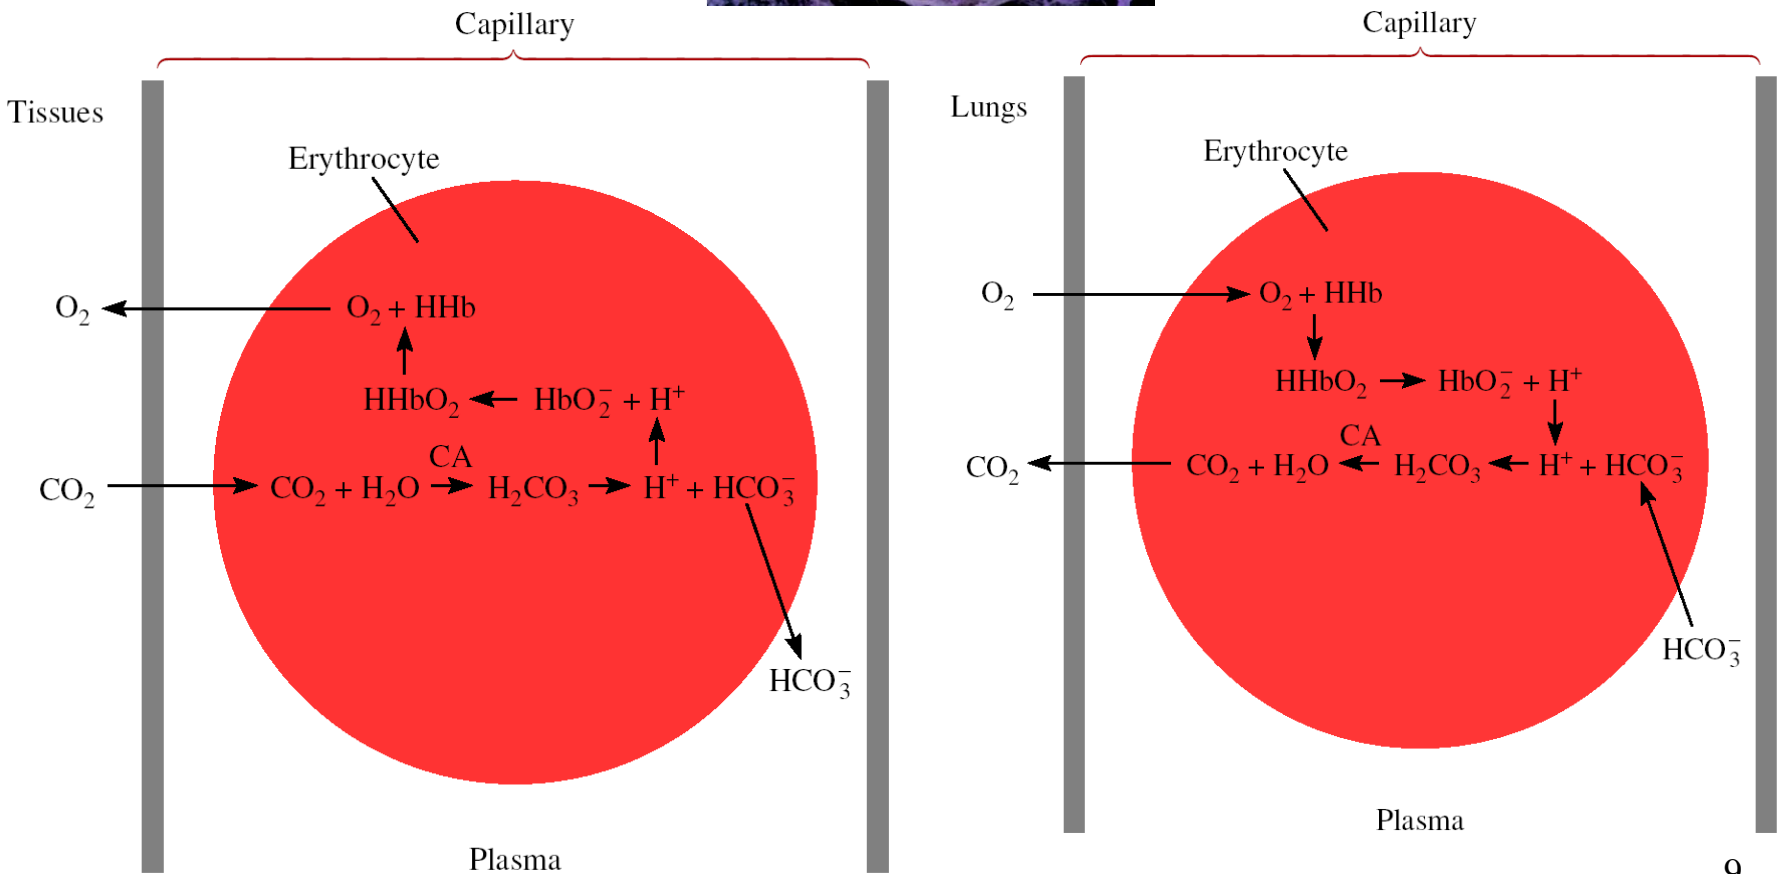 Capillary
Tissues
Erythrocyte
O₂
O₂ + HHb
HHbO₂
HbO₂⁻ + H⁺
CA
CO₂
CO₂ + H₂O
H₂CO₃
H⁺ + HCO₃⁻
HCO₃⁻
Plasma
Capillary
Lungs
Erythrocyte
O₂
O₂ + HHb
HHbO₂
HbO₂⁻ + H⁺
CA
CO₂
CO₂ + H₂O
H₂CO₃
H⁺ + HCO₃⁻
HCO₃⁻
Plasma
9